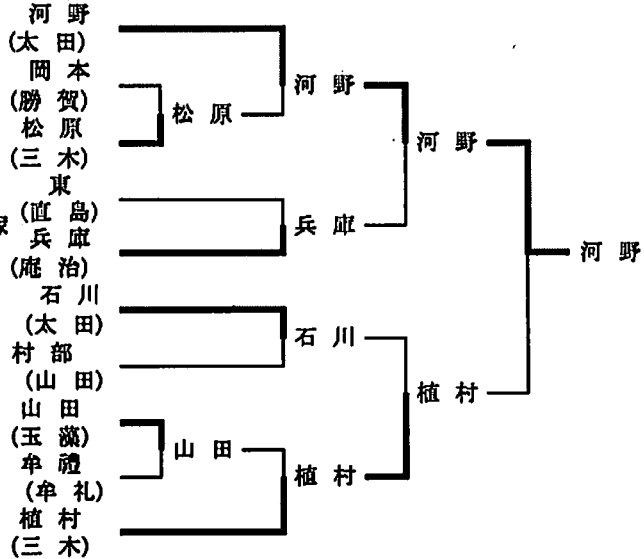 河野
(太田)
岡本
(勝賀)
松原
(三木)
東
(直島)
兵庫
(庵治)
石川
(太田)
村部
(山田)
山田
(玉藻)
牟禮
(牟礼)
植村
(三木)
松原
山田
河野
兵庫
石川
植村
河野
植村
河野